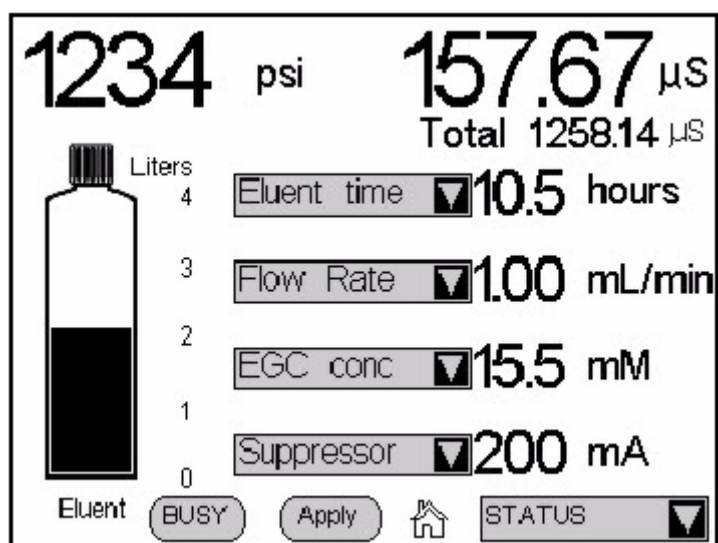 1234 psi 157.67 µS
Total 1258.14 µS
Liters
4
Eluent time 10.5 hours
3
Flow Rate 1.00 mL/min
2
EGC conc 15.5 mM
1
Suppressor 200 mA
0
Eluent BUSY Apply STATUS